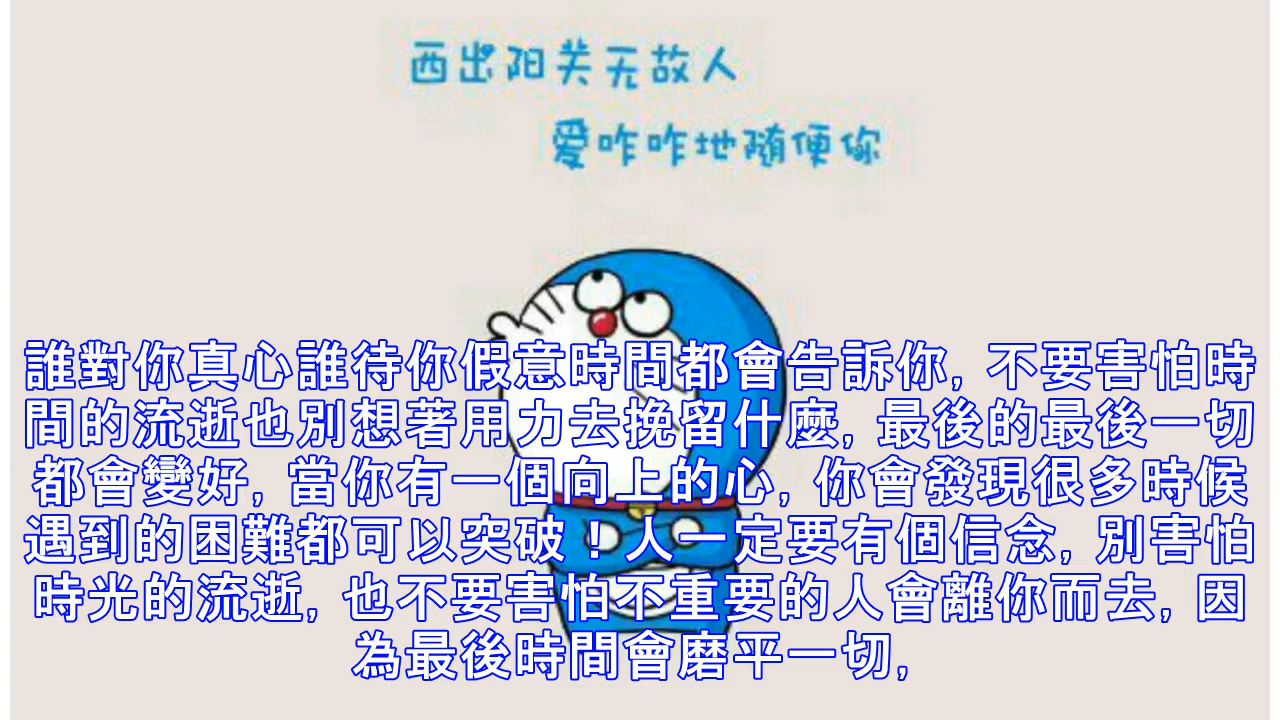 西出阳关无故人
爱咋咋地随便你
誰對你真心誰待你假意時間都會告訴你, 不要害怕時
間的流逝也別想著用力去挽留什麼, 最後的最後一切
都會變好, 當你有一個向上的心, 你會發現很多時候
遇到的困難都可以突破！人一定要有個信念, 別害怕
時光的流逝, 也不要害怕不重要的人會離你而去, 因
為最後時間會磨平一切,